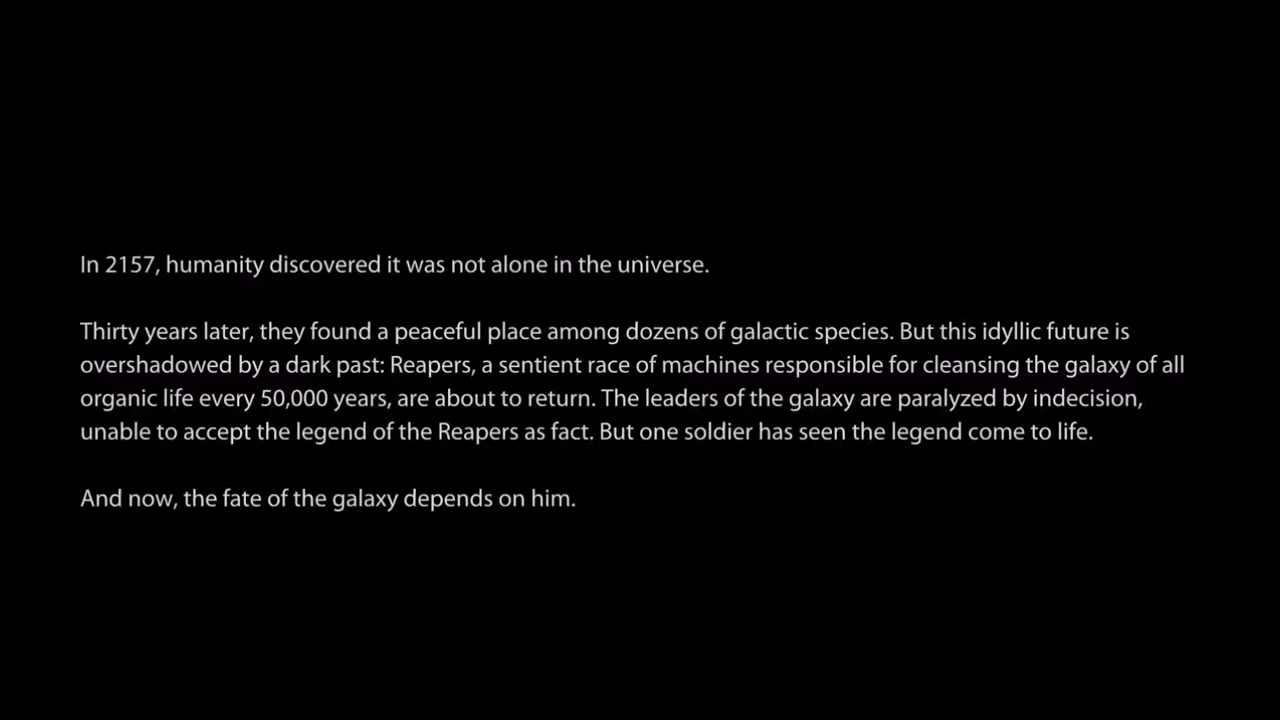 In 2157, humanity discovered it was not alone in the universe.
Thirty years later, they found a peaceful place among dozens of galactic species. But this idyllic future is
overshadowed by a dark past: Reapers, a sentient race of machines responsible for cleansing the galaxy of all
organic life every 50,000 years, are about to return. The leaders of the galaxy are paralyzed by indecision,
unable to accept the legend of the Reapers as fact. But one soldier has seen the legend come to life.
And now, the fate of the galaxy depends on him.